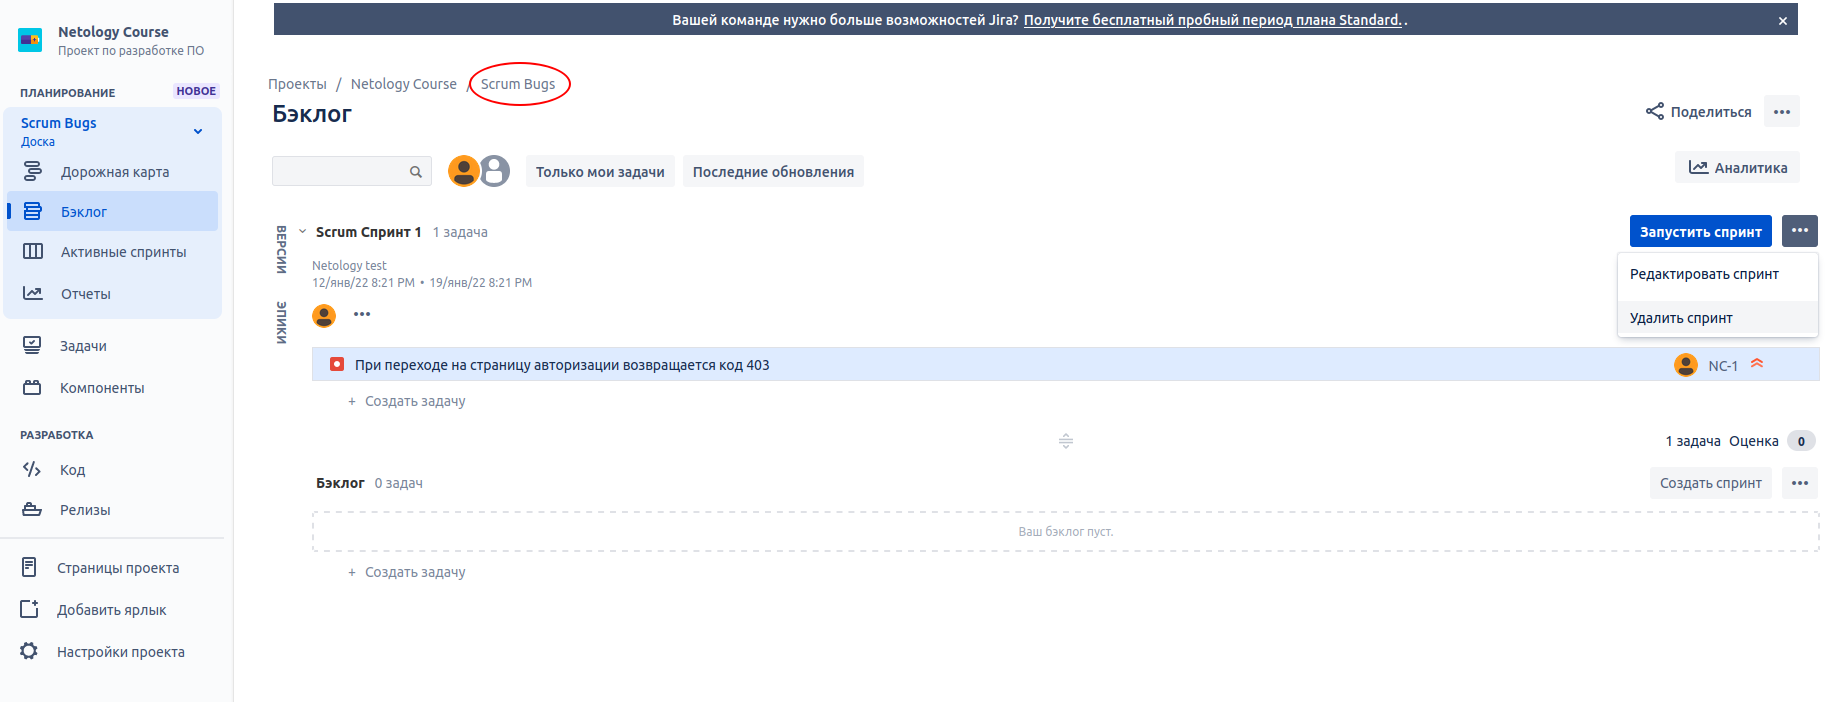 Netology Course
Проект по разработке ПО
ПЛАНИРОВАНИЕ
НОВОЕ
Scrum Bugs
Доска
Дорожная карта
Бэклог
Активные спринты
Отчеты
Задачи
Компоненты
РАЗРАБОТКА
Код
Релизы
Страницы проекта
Добавить ярлык
Настройки проекта
Вашей команде нужно больше возможностей Jira? Получите бесплатный пробный период плана Standard. .
Проекты / Netology Course / Scrum Bugs
Бэклог
Поделиться
Только мои задачи
Последние обновления
Аналитика
ВЕРСИИ
ЭПИКИ
Scrum Спринт 1 1 задача
Запустить спринт
Netology test
12/янв/22 8:21 PM • 19/янв/22 8:21 PM
Редактировать спринт
Удалить спринт
При переходе на страницу авторизации возвращается код 403
NC-1
+ Создать задачу
1 задача Оценка 0
Бэклог 0 задач
Создать спринт
Ваш бэклог пуст.
+ Создать задачу